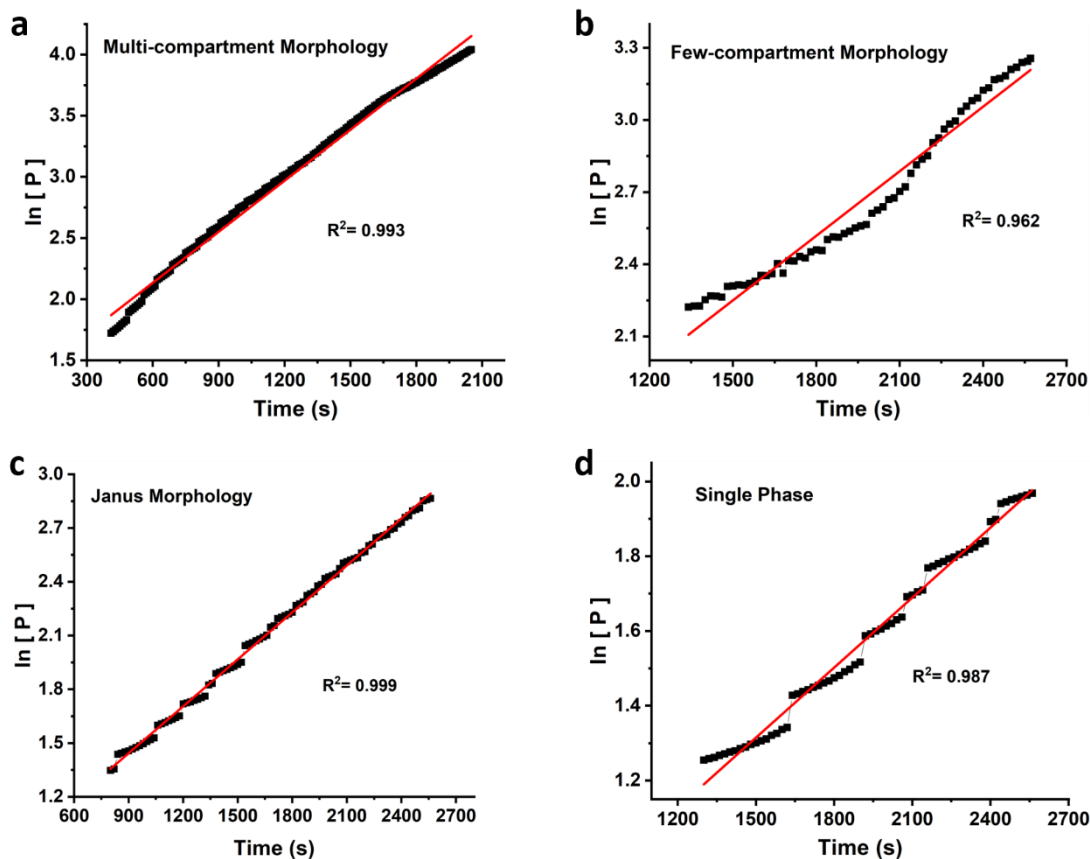 a
Multi-compartment Morphology
4.0
3.5
3.0
2.5
2.0
1.5
ln [ P ]
R²= 0.993
300 600 900 1200 1500 1800 2100
Time (s)
b
Few-compartment Morphology
3.3
3.0
2.7
2.4
2.1
ln [ P ]
R²= 0.962
1200 1500 1800 2100 2400 2700
Time (s)
c
Janus Morphology
3.0
2.7
2.4
2.1
1.8
1.5
1.2
ln [ P ]
R²= 0.999
600 900 1200 1500 1800 2100 2400 2700
Time (s)
d
Single Phase
2.0
1.8
1.6
1.4
1.2
ln [ P ]
R²= 0.987
1200 1500 1800 2100 2400 2700
Time (s)